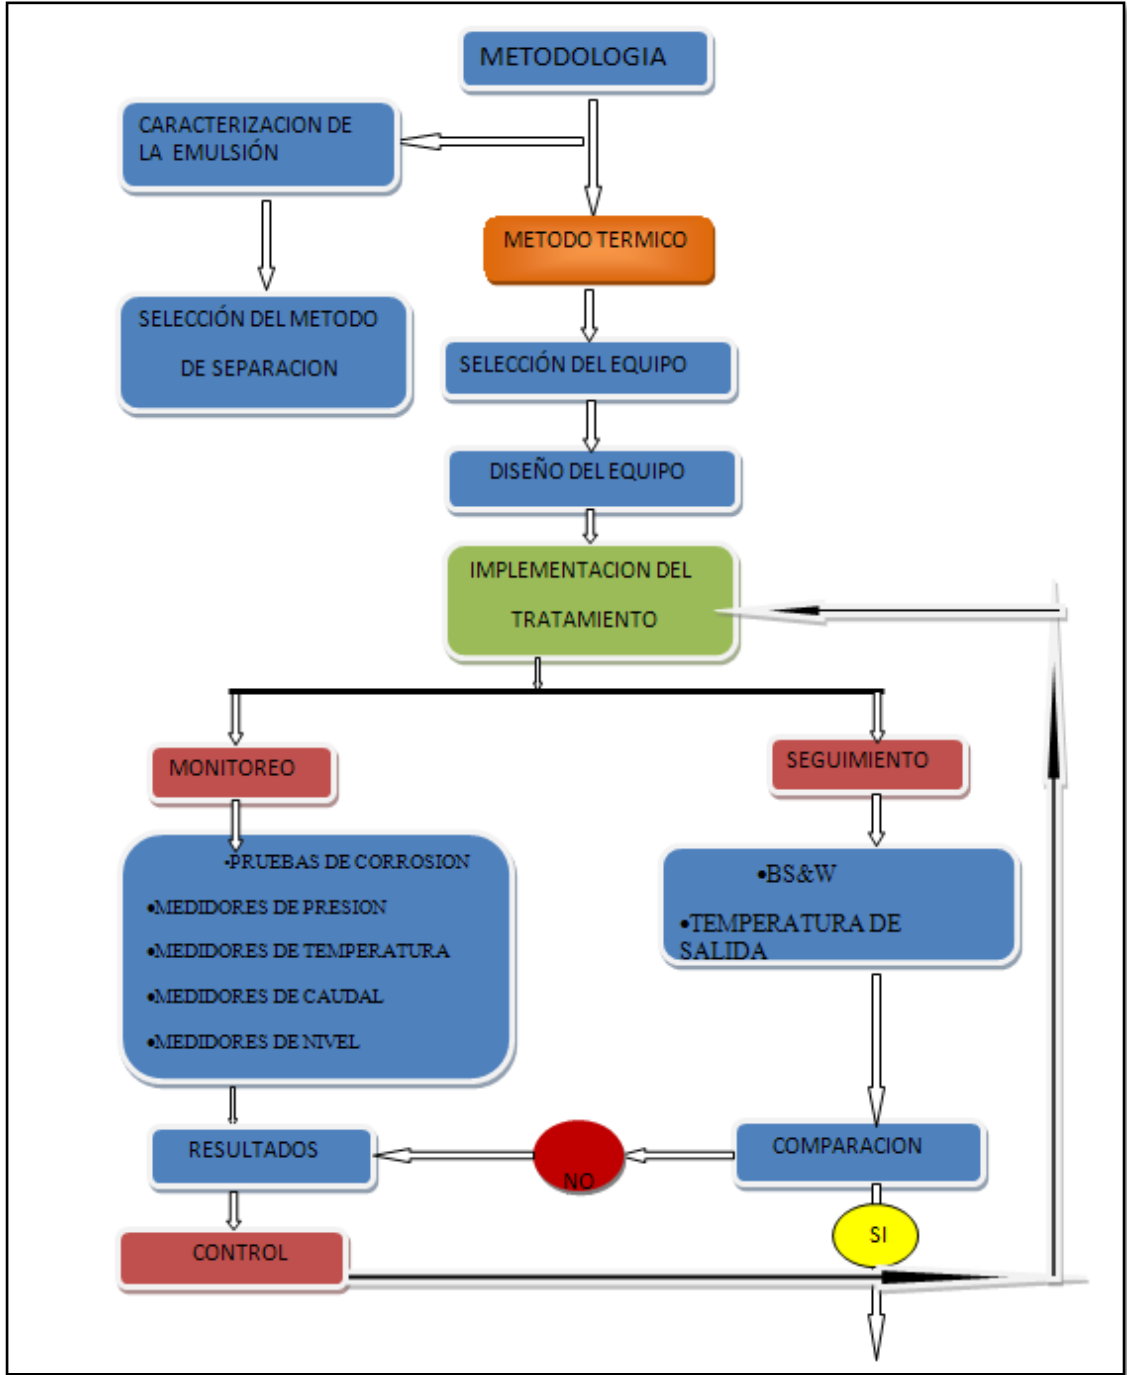 METODOLOGIA
CARACTERIZACION DE
LA EMULSIÓN
METODO TERMICO
SELECCIÓN DEL METODO
DE SEPARACION
SELECCIÓN DEL EQUIPO
DISEÑO DEL EQUIPO
IMPLEMENTACION DEL
TRATAMIENTO
MONITOREO
SEGUIMIENTO
•PRUEBAS DE CORROSION
•MEDIDORES DE PRESION
•MEDIDORES DE TEMPERATURA
•MEDIDORES DE CAUDAL
•MEDIDORES DE NIVEL
•BS&W
•TEMPERATURA DE
SALIDA
RESULTADOS
NO
COMPARACION
SI
CONTROL